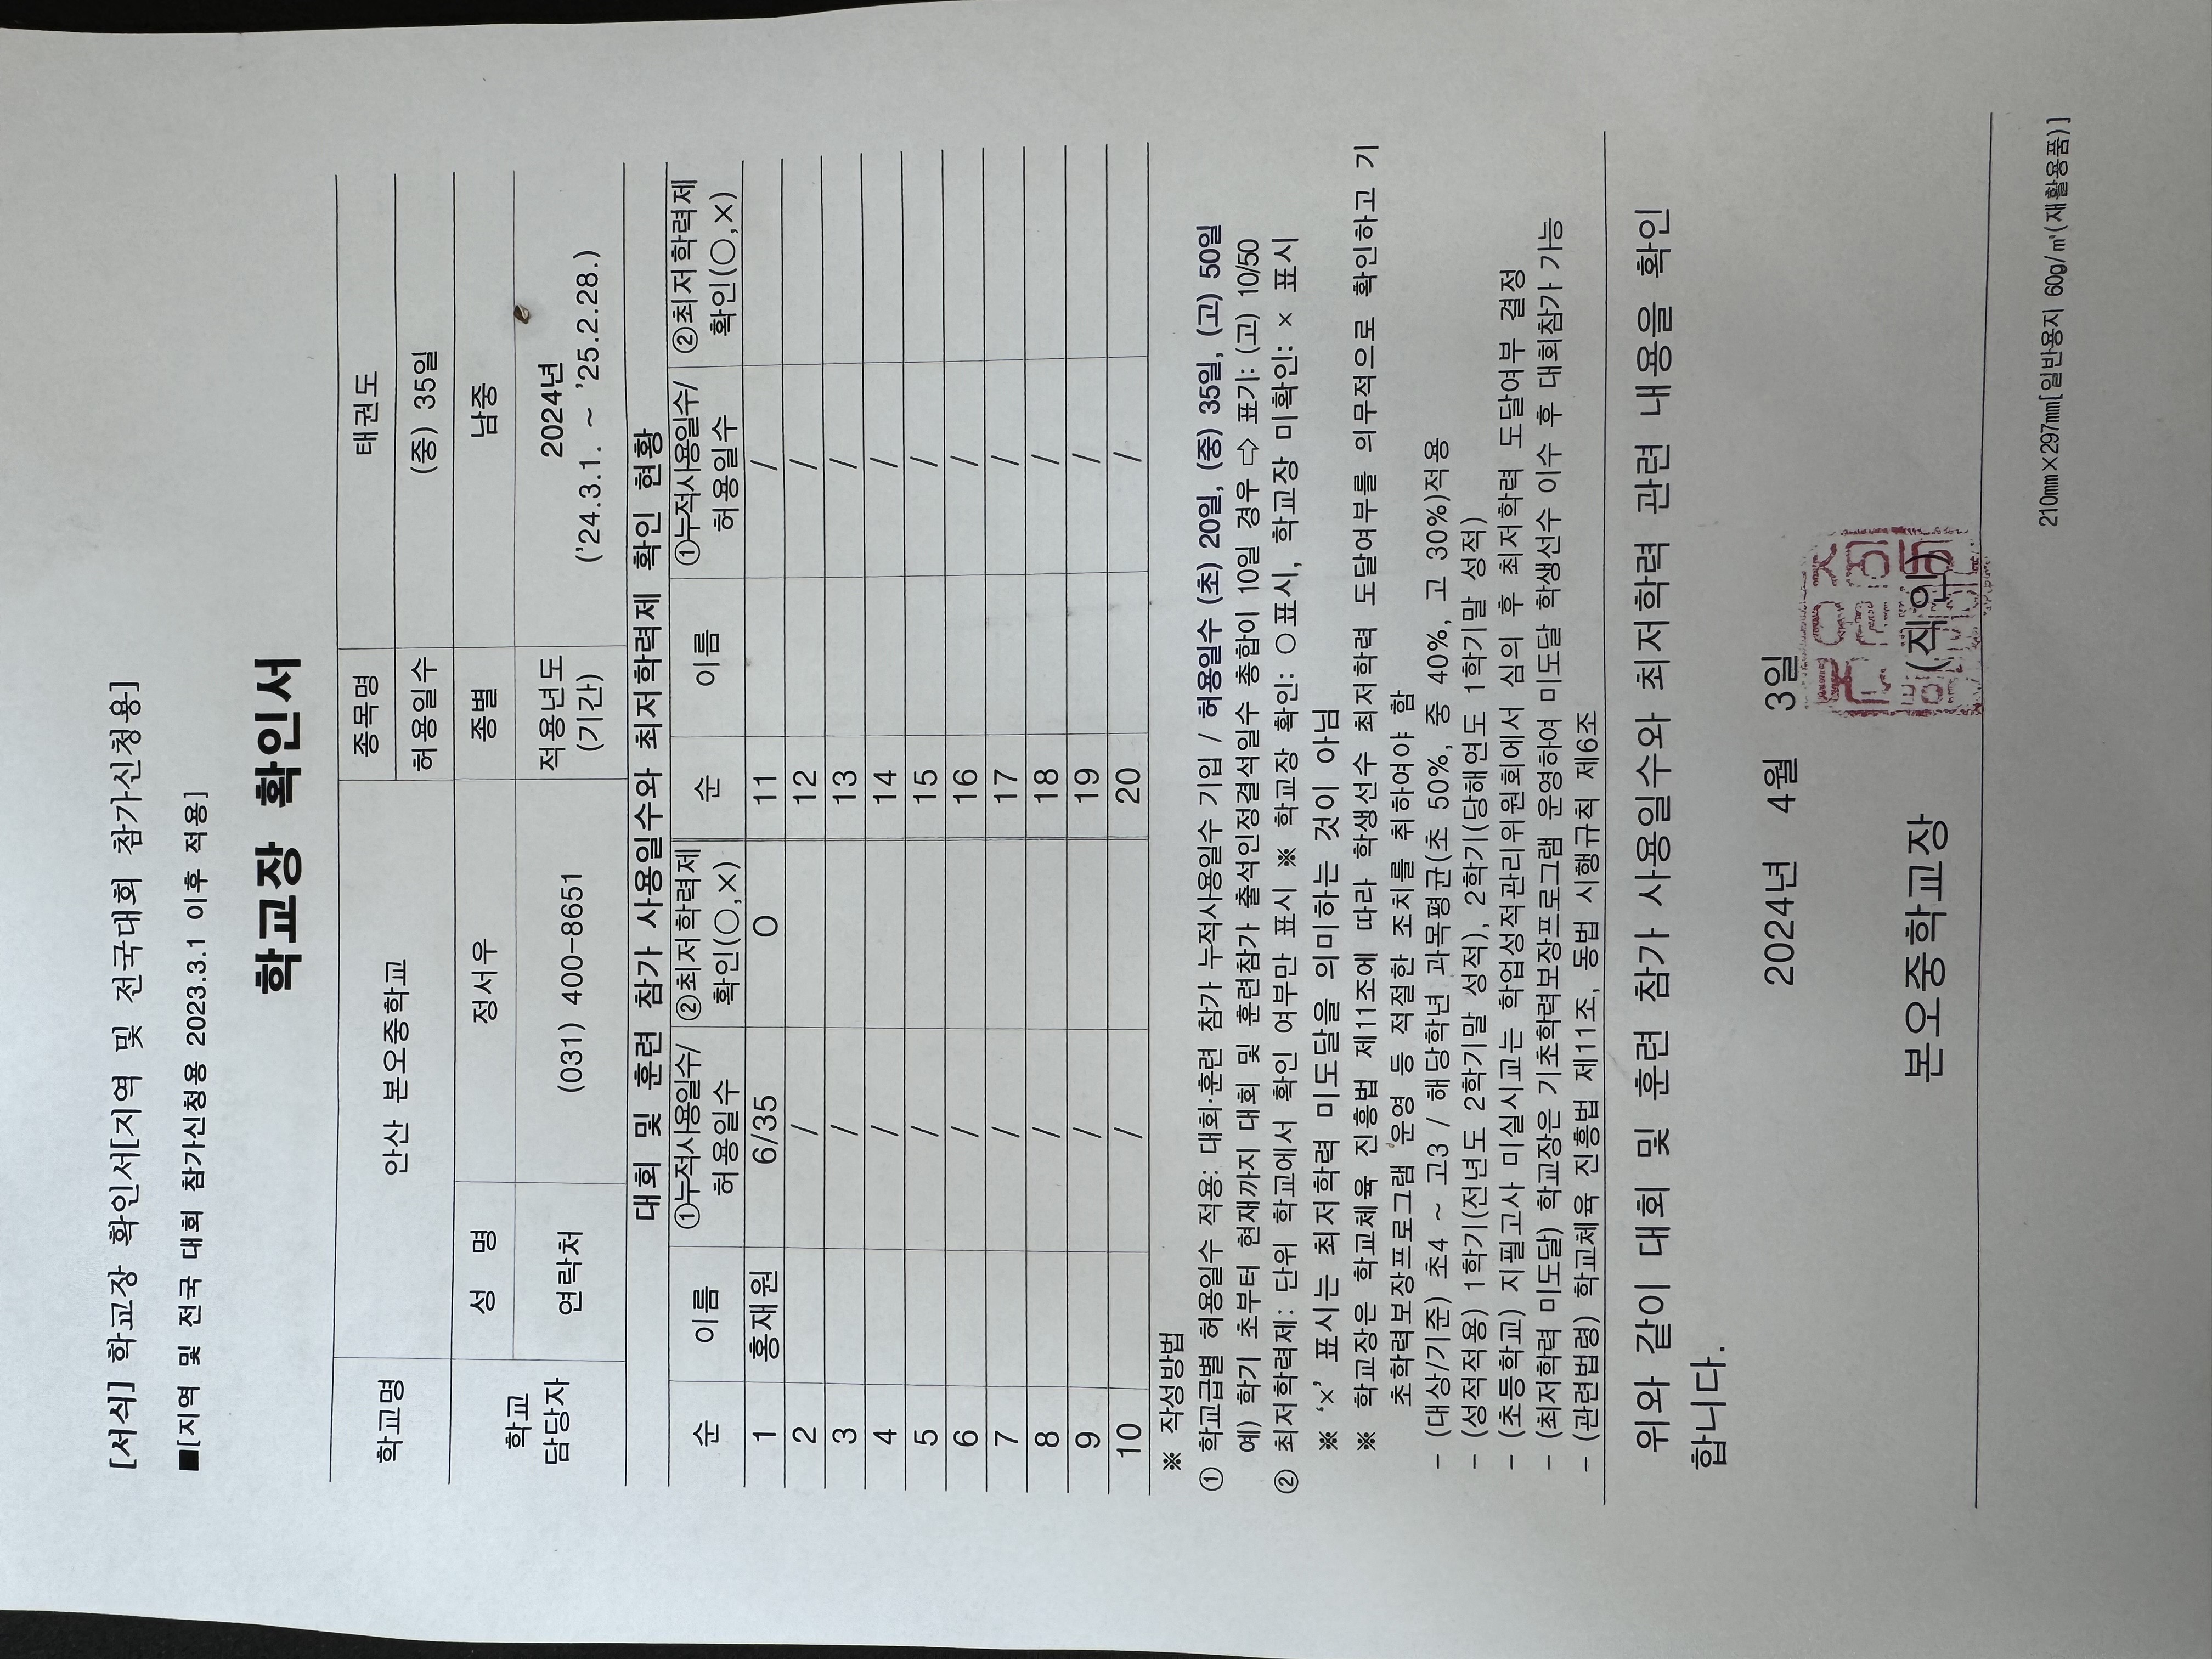 [서식] 학교장 확인서[지역 및 전국대회 참가신청용]
■[지역 및 전국 대회 참가신청용 2023.3.1 이후 적용]
학교장 확인서
학교명 안산 본오중학교 종목명 태권도
허용일수 (중) 35일
학교 담당자 성 명 정서우 종별 남중
연락처 (031) 400-8651 적용년도 (기간) 2024년 ('24.3.1. ~ '25.2.28.)
대회 및 훈련 참가 사용일수와 최저학력제 확인 현황
순 이름 ①누적사용일수/ 허용일수 ②최저학력제 확인(○,×) 순 이름 ①누적사용일수/ 허용일수 ②최저학력제 확인(○,×)
1 홍재원 6/35 O 11 /
2 / 12 /
3 / 13 /
4 / 14 /
5 / 15 /
6 / 16 /
7 / 17 /
8 / 18 /
9 / 19 /
10 / 20 /
※ 작성방법
① 학교급별 허용일수 적용: 대회·훈련 참가 누적사용일수 기입 / 허용일수 (초) 20일, (중) 35일, (고) 50일
예) 학기 초부터 현재까지 대회 및 훈련참가 출석인정결석일수 총합이 10일 경우 ⇨ 표기: (고) 10/50
② 최저학력제: 단위 학교에서 확인 여부만 표시 ※ 학교장 확인: ○표시, 학교장 미확인: × 표시
※ '×' 표시는 최저학력 미도달을 의미하는 것이 아님
※ 학교장은 학교체육 진흥법 제11조에 따라 학생선수 최저학력 도달여부를 의무적으로 확인하고 기
초학력보장프로그램 운영 등 적절한 조치를 취하여야 함
- (대상/기준) 초4 ~ 고3 / 해당학년 과목평균(초 50%, 중 40%, 고 30%)적용
- (성적적용) 1학기(전년도 2학기말 성적), 2학기(당해연도 1학기말 성적)
- (초등학교) 지필고사 미실시교는 학업성적관리위원회에서 심의 후 최저학력 도달여부 결정
- (최저학력 미도달) 학교장은 기초학력보장프로그램 운영하여 미도달 학생선수 이수 후 대회참가 가능
- (관련법령) 학교체육 진흥법 제11조, 동법 시행규칙 제6조
위와 같이 대회 및 훈련 참가 사용일수와 최저학력 관련 내용을 확인
합니다.
2024년 4월 3일
본오중학교장 (직인)
210mm×297mm[일반용지 60g/㎡(재활용품)]